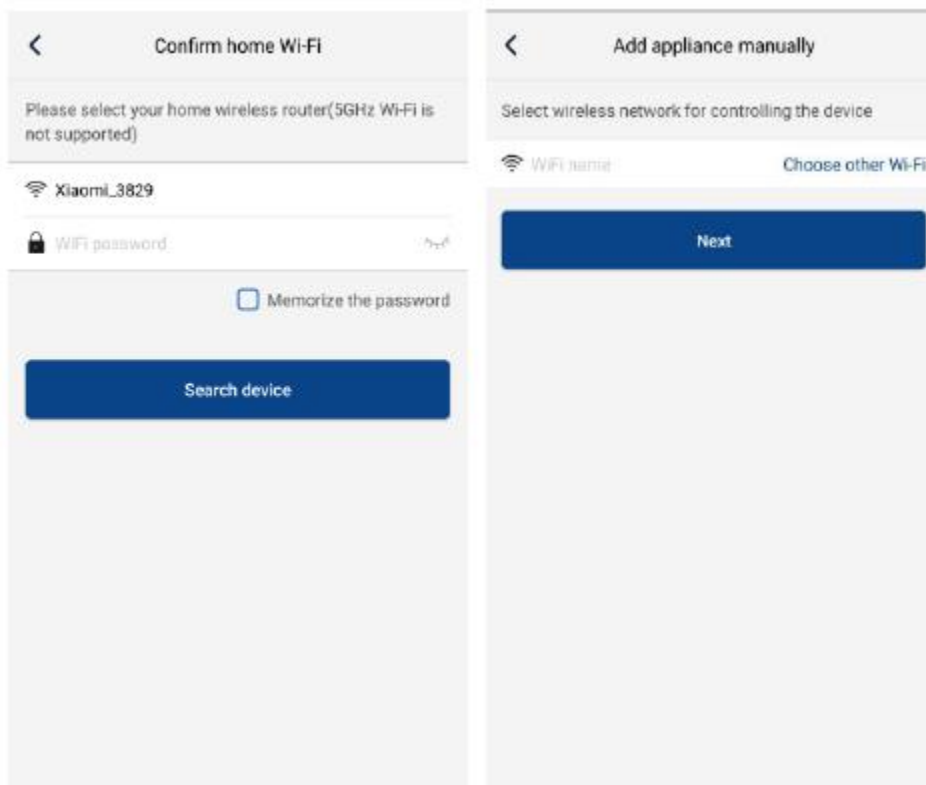 Confirm home Wi-Fi
Please select your home wireless router(5GHz Wi-Fi is
not supported)
Xiaomi_3829
WiFi password
Memorize the password
Search device
Add appliance manually
Select wireless network for controlling the device
WiFi name
Choose other Wi-Fi
Next